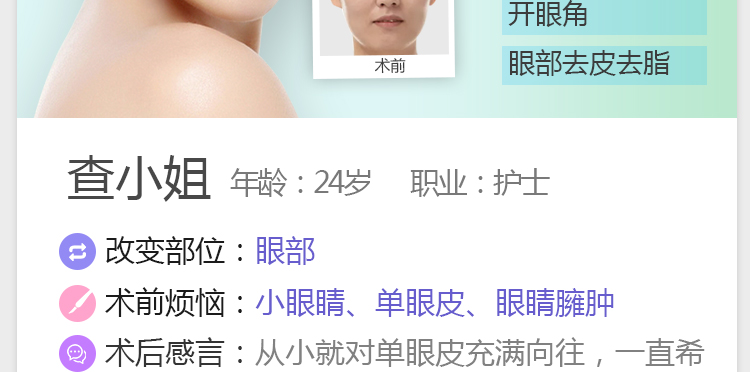 开眼角
眼部去皮去脂
术前
查小姐 年龄：24岁 职业：护士
改变部位：眼部
术前烦恼：小眼睛、单眼皮、眼睛臃肿
术后感言：从小就对单眼皮充满向往，一直希